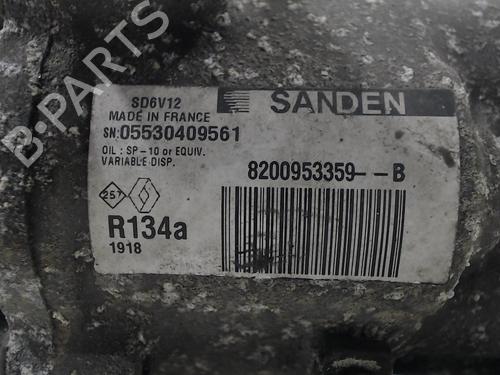 B-PARTS
SD6V12
MADE IN FRANCE
SANDEN
SN:05530409561
OIL : SP-10 or EQUIV.
VARIABLE DISP.
8200953359--B
257
R134a
1918